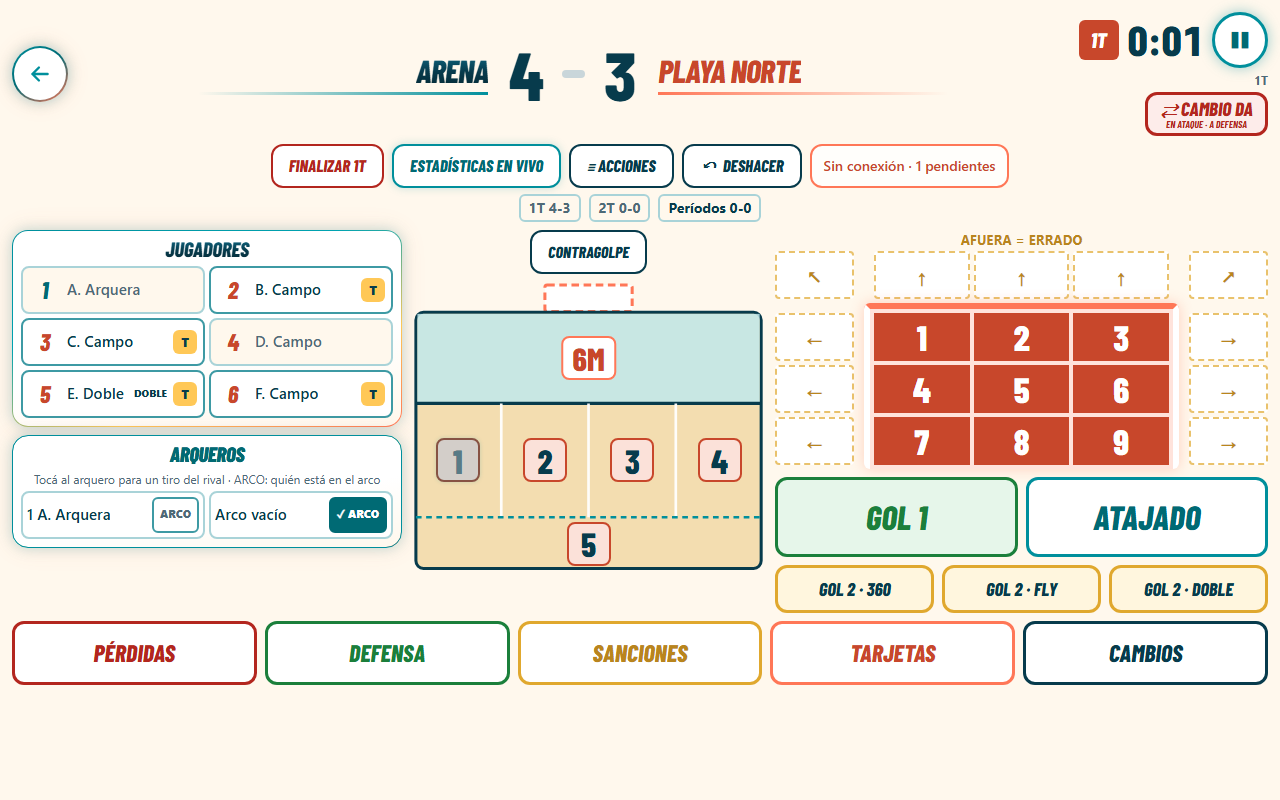 ←
ARENA 4 – 3 PLAYA NORTE
1T 0:01
1T
⇄ CAMBIO DA
EN ATAQUE · A DEFENSA
FINALIZAR 1T
ESTADÍSTICAS EN VIVO
≡ ACCIONES
↶ DESHACER
Sin conexión · 1 pendientes
1T 4-3
2T 0-0
Períodos 0-0
JUGADORES
1 A. Arquera
2 B. Campo T
3 C. Campo T
4 D. Campo
5 E. Doble DOBLE T
6 F. Campo T
ARQUEROS
Tocá al arquero para un tiro del rival · ARCO: quién está en el arco
1 A. Arquera ARCO
Arco vacío ✓ ARCO
CONTRAGOLPE
6M
1 2 3 4
5
AFUERA = ERRADO
↖ ↑ ↑ ↑ ↗
← 1 2 3 →
← 4 5 6 →
← 7 8 9 →
GOL 1
ATAJADO
GOL 2 · 360
GOL 2 · FLY
GOL 2 · DOBLE
PÉRDIDAS
DEFENSA
SANCIONES
TARJETAS
CAMBIOS